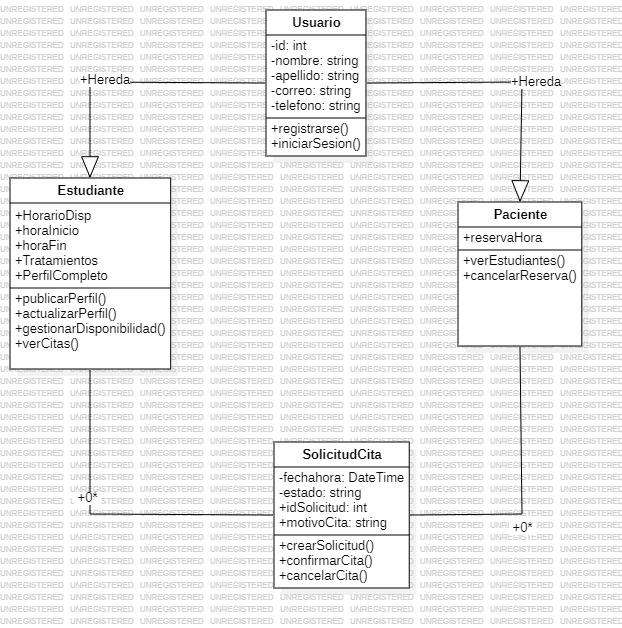 Usuario
-id: int
-nombre: string
-apellido: string
-correo: string
-telefono: string
+registrarse()
+iniciarSesion()
+Hereda
+Hereda
Estudiante
+HorarioDisp
+horaInicio
+horaFin
+Tratamientos
+PerfilCompleto
+publicarPerfil()
+actualizarPerfil()
+gestionarDisponibilidad()
+verCitas()
Paciente
+reservaHora
+verEstudiantes()
+cancelarReserva()
SolicitudCita
-fechahora: DateTime
-estado: string
+idSolicitud: int
+motivoCita: string
+crearSolicitud()
+confirmarCita()
+cancelarCita()
+0*
+0*
UNREGISTERED